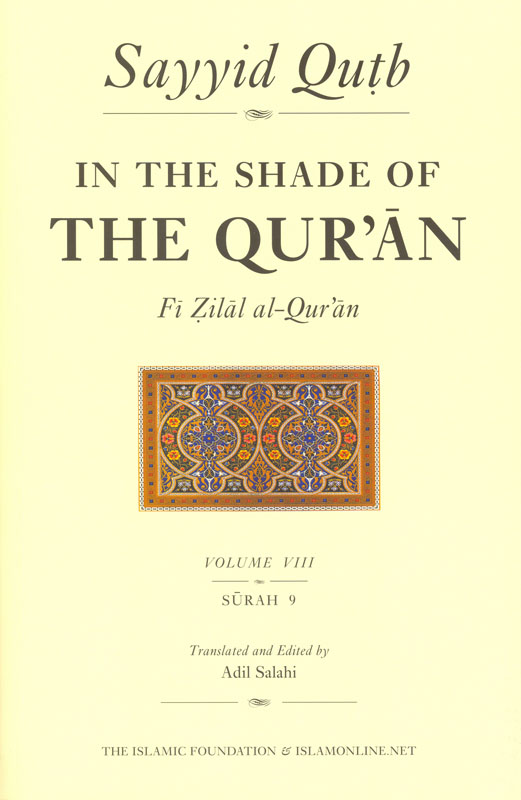 Sayyid Quṭb
IN THE SHADE OF
THE QUR’ĀN
Fī Ẓilāl al-Qur’ān
VOLUME VIII
SŪRAH 9
Translated and Edited by
Adil Salahi
THE ISLAMIC FOUNDATION & ISLAMONLINE.NET